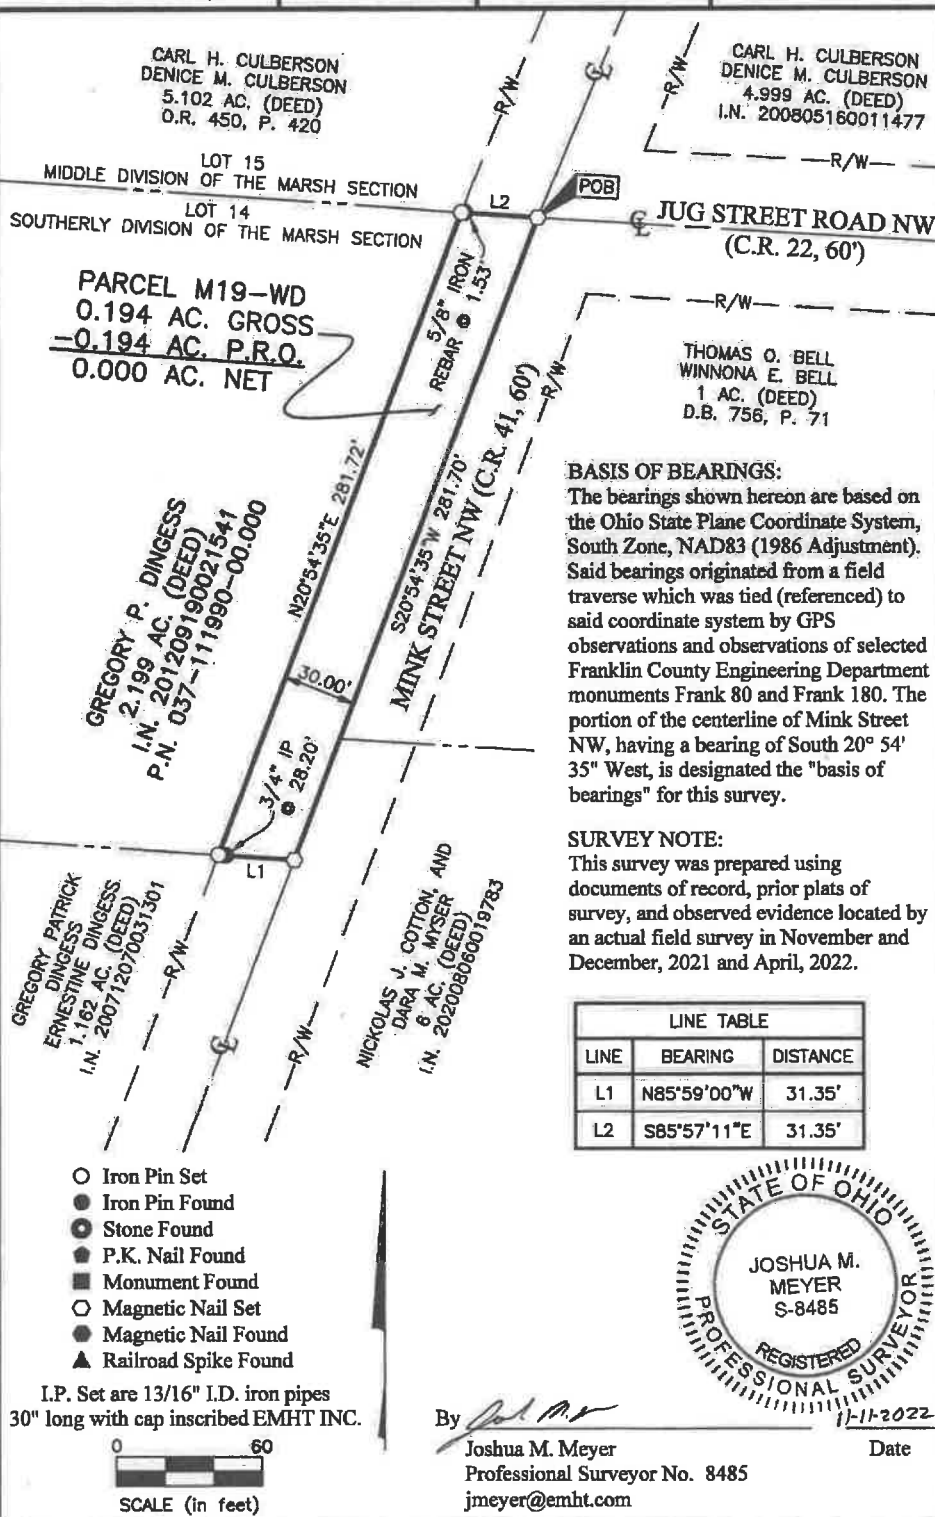 CARL H. CULBERSON
DENICE M. CULBERSON
5.102 AC. (DEED)
O.R. 450, P. 420
CARL H. CULBERSON
DENICE M. CULBERSON
4.999 AC. (DEED)
I.N. 200805160011477
R/W
R/W
R/W
CL
LOT 15
MIDDLE DIVISION OF THE MARSH SECTION
LOT 14
SOUTHERLY DIVISION OF THE MARSH SECTION
L2
POB
CL JUG STREET ROAD NW
(C.R. 22, 60')
PARCEL M19-WD
0.194 AC. GROSS
-0.194 AC. P.R.O.
0.000 AC. NET
5/8" IRON
REBAR @ 1.53'
R/W
R/W
THOMAS O. BELL
WINNONA E. BELL
1 AC. (DEED)
D.B. 756, P. 71
N20°54'35"E 281.72'
S20°54'35"W 281.70'
MINK STREET NW (C.R. 41, 60')
30.00'
GREGORY P. DINGESS
2.199 AC. (DEED)
I.N. 201209190021541
P.N. 037-111990-00.000
3/4" IP
@ 28.20'
L1
GREGORY PATRICK
DINGESS
ERNESTINE DINGESS
1.162 AC. (DEED)
I.N. 200712070031301
R/W
CL
R/W
NICKOLAS J. COTTON, AND
DARA M. MYSER
6 AC. (DEED)
I.N. 202008060019783
BASIS OF BEARINGS:
The bearings shown hereon are based on
the Ohio State Plane Coordinate System,
South Zone, NAD83 (1986 Adjustment).
Said bearings originated from a field
traverse which was tied (referenced) to
said coordinate system by GPS
observations and observations of selected
Franklin County Engineering Department
monuments Frank 80 and Frank 180. The
portion of the centerline of Mink Street
NW, having a bearing of South 20° 54'
35" West, is designated the "basis of
bearings" for this survey.
SURVEY NOTE:
This survey was prepared using
documents of record, prior plats of
survey, and observed evidence located by
an actual field survey in November and
December, 2021 and April, 2022.
LINE TABLE
LINE BEARING DISTANCE
L1 N85°59'00"W 31.35'
L2 S85°57'11"E 31.35'
Iron Pin Set
Iron Pin Found
Stone Found
P.K. Nail Found
Monument Found
Magnetic Nail Set
Magnetic Nail Found
Railroad Spike Found
I.P. Set are 13/16" I.D. iron pipes
30" long with cap inscribed EMHT INC.
0 60
SCALE (in feet)
STATE OF OHIO
JOSHUA M.
MEYER
S-8485
REGISTERED
PROFESSIONAL SURVEYOR
By 11-11-2022
Joshua M. Meyer Date
Professional Surveyor No. 8485
jmeyer@emht.com